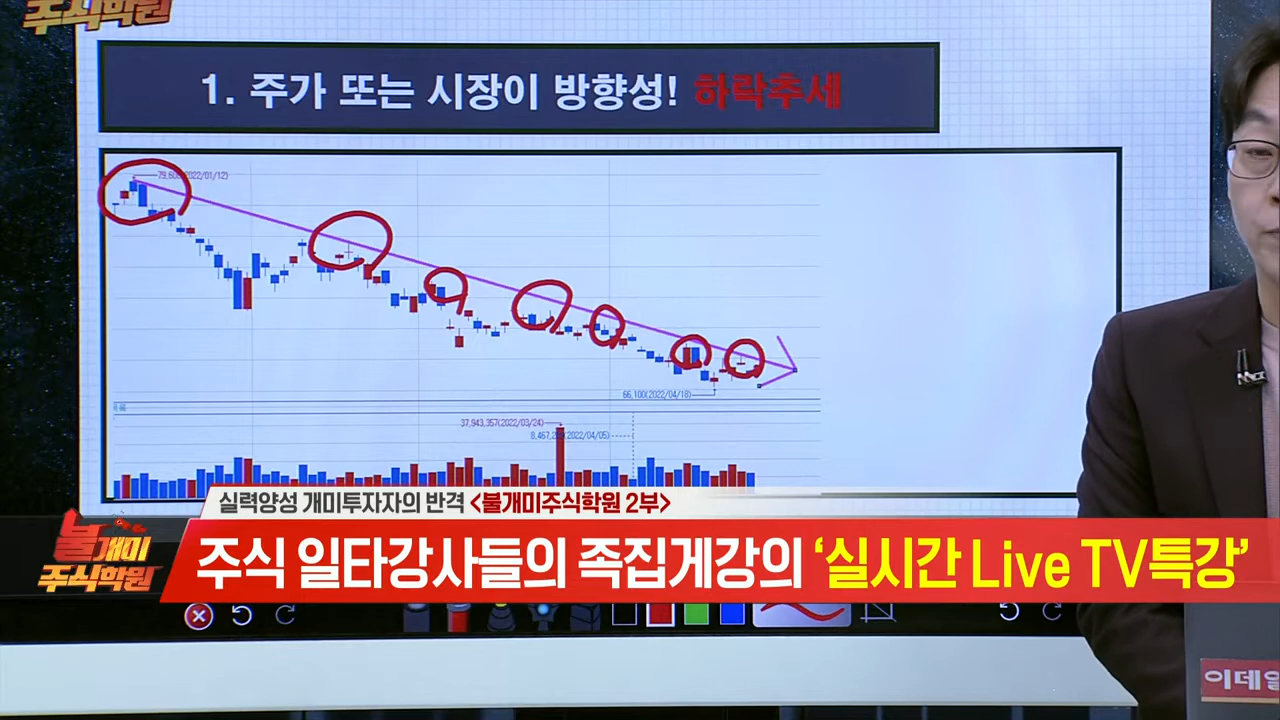 주식학원
1. 주가 또는 시장이 방향성! 하락추세
79,600(2022/01/12)
66,100(2022/04/18)
37,943,357(2022/03/24)
(2022/04/05)
실력양성 개미투자자의 반격 <불개미주식학원 2부>
불개미
주식학원
주식 일타강사들의 족집게강의 ‘실시간 Live TV특강’
이데일